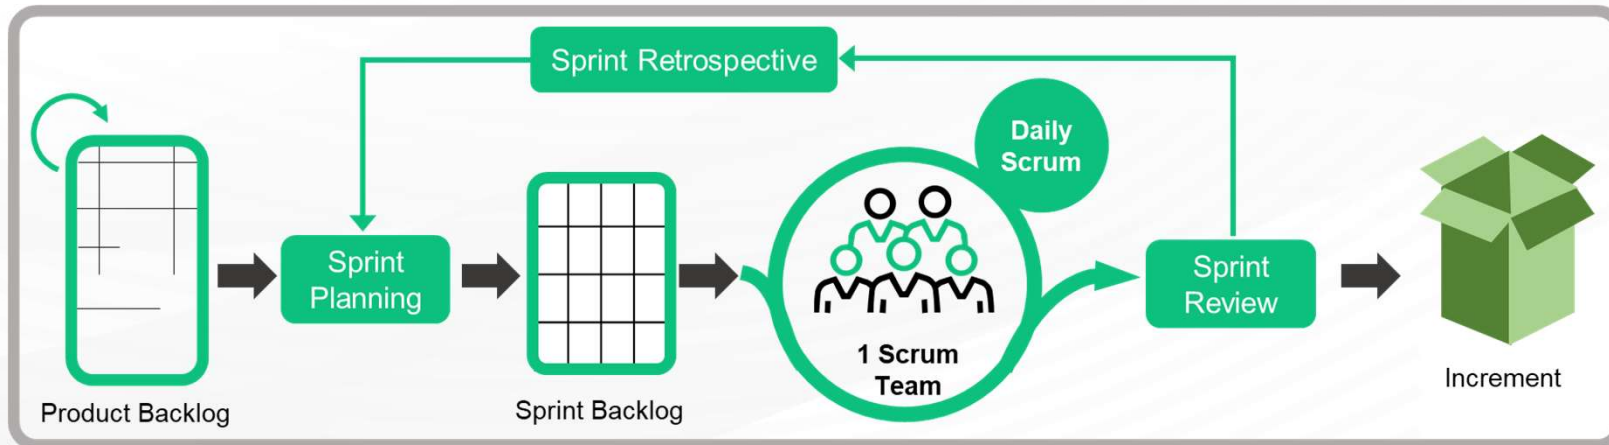 Sprint Retrospective
Daily
Scrum
Sprint
Planning
Sprint
Review
1 Scrum
Team
Product Backlog
Sprint Backlog
Increment